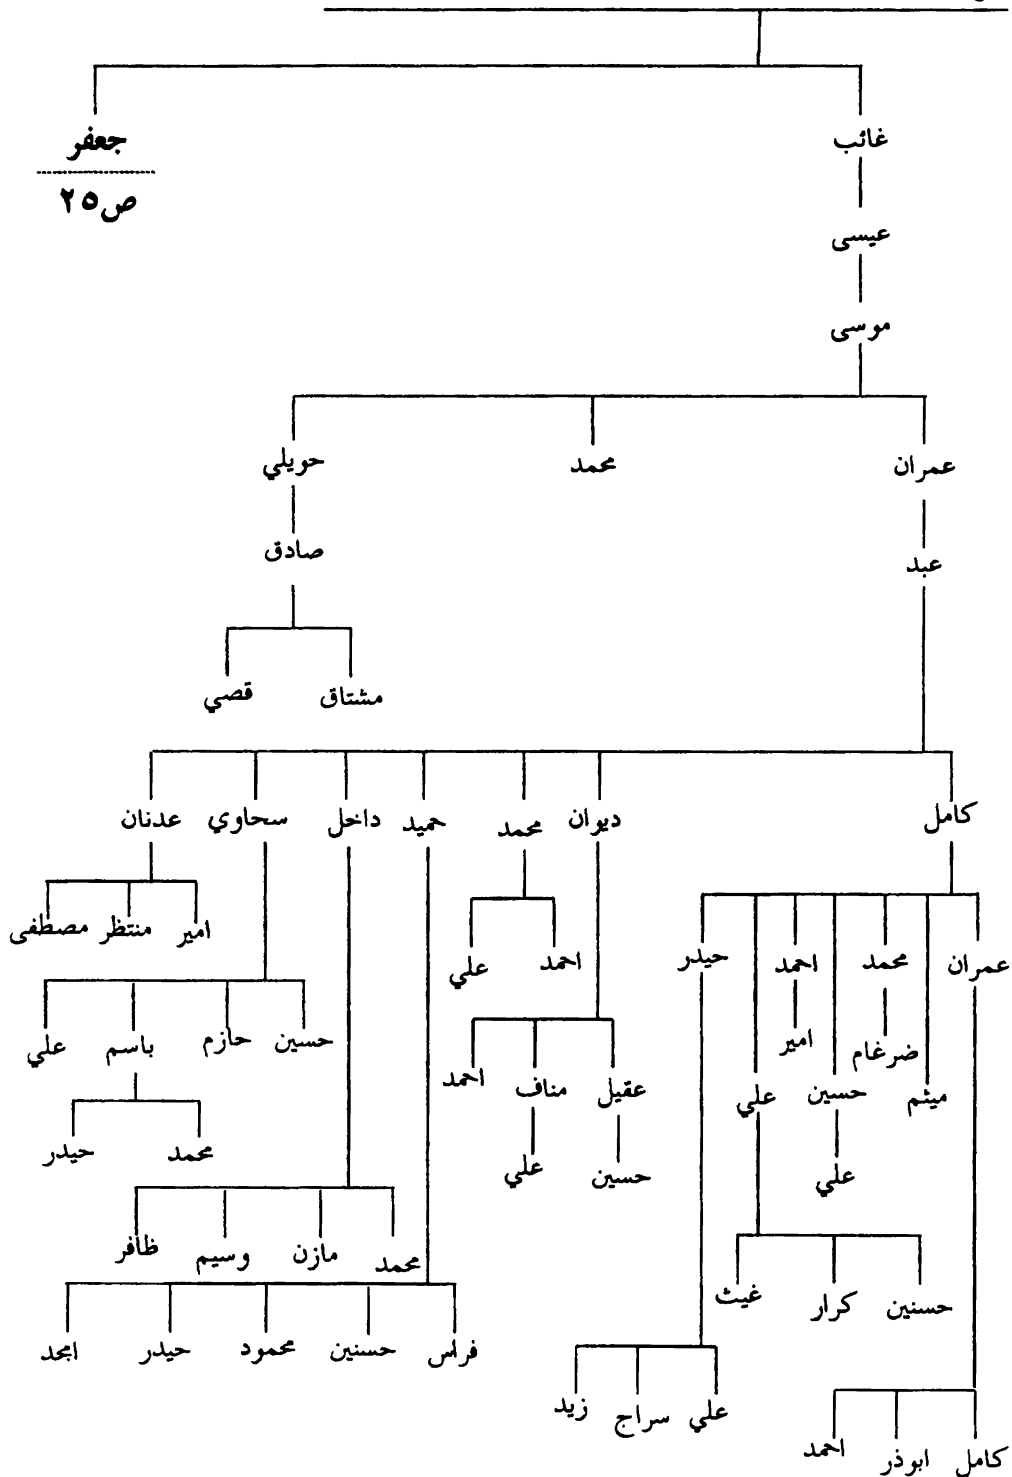 غائب جعفر
ص٢٥
عيسى
موسى
عمران محمد حويلي
صادق
عبد
مشتاق قصي
كامل ديوان محمد حميد داخل سحاوي عدنان
امير منتظر مصطفى
عمران محمد احمد حيدر احمد علي
حسين حازم باسم علي
ضرغام امير
ميثم حسين علي عقيل مناف احمد
محمد حيدر
علي حسين علي
محمد مازن وسيم ظافر
حسنين كرار غيث
فراس حسنين محمود حيدر امجد
علي سراج زيد
كامل ابوذر احمد